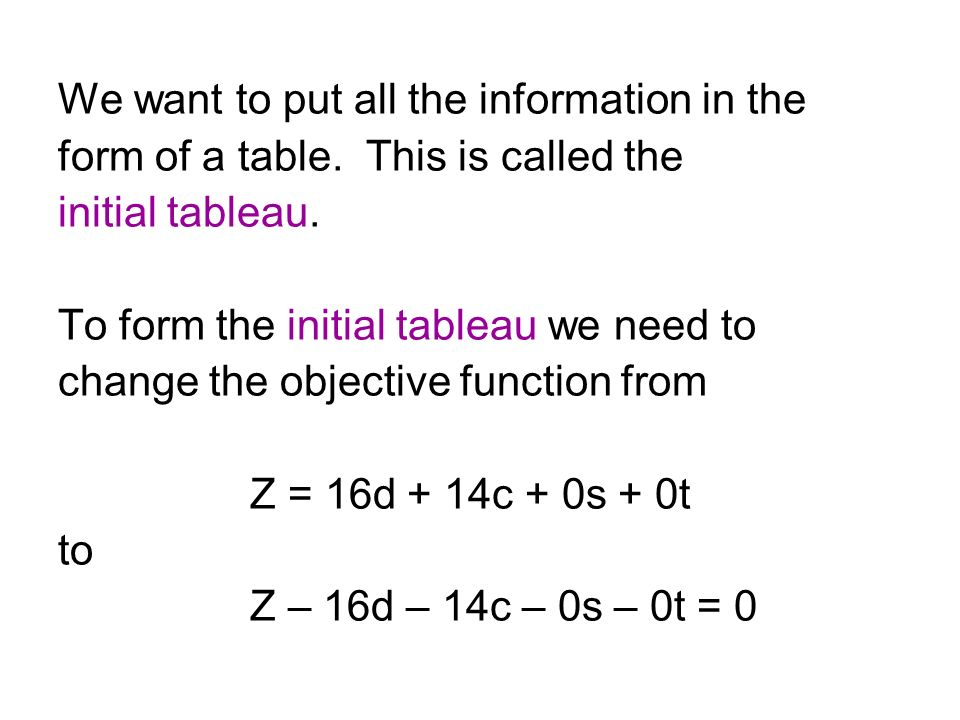 We want to put all the information in the
form of a table.  This is called the
initial tableau.
To form the initial tableau we need to
change the objective function from
Z = 16d + 14c + 0s + 0t
to
Z – 16d – 14c – 0s – 0t = 0